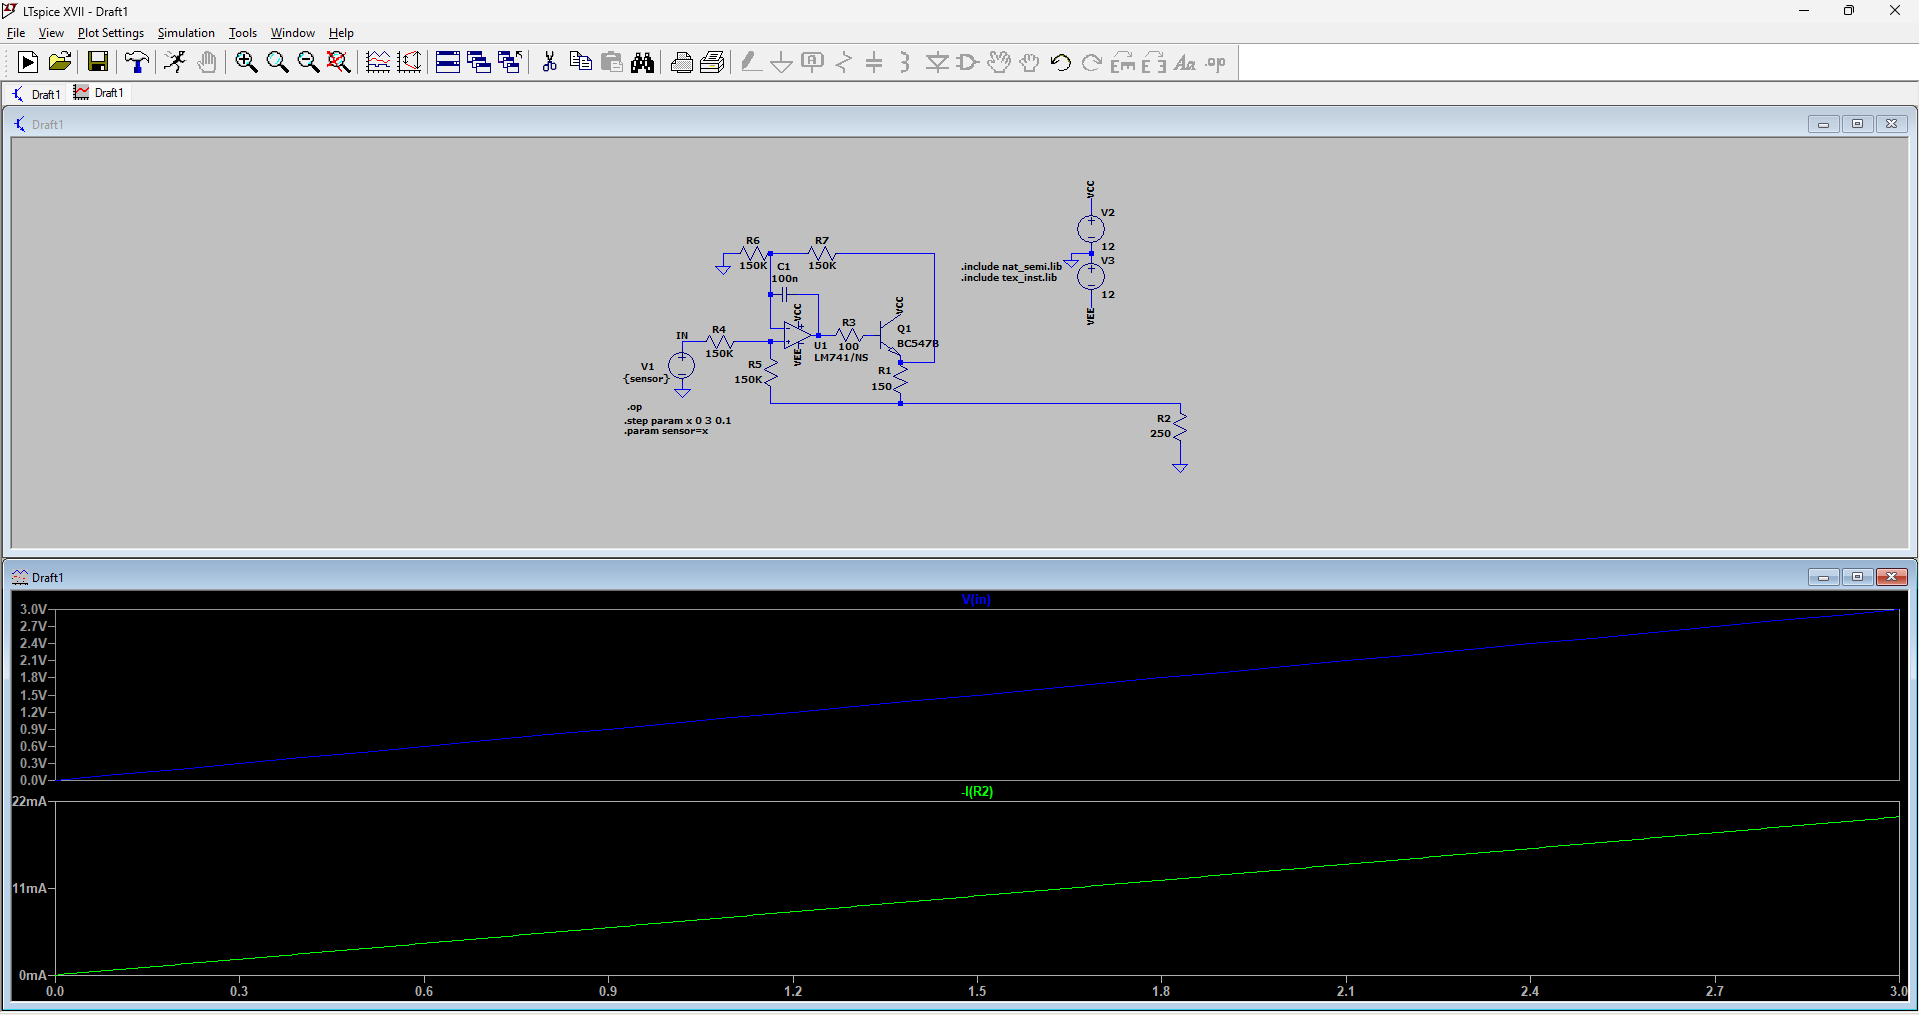 LTspice XVII - Draft1
File View Plot Settings Simulation Tools Window Help
Draft1 Draft1
Draft1
VCC
V2
12
V3
12
VEE
.include nat_semi.lib
.include tex_inst.lib
R6
150K
R7
150K
C1
100n
VCC
VEE
U1
LM741/NS
R3
100
VCC
Q1
BC547B
IN
R4
150K
V1
{sensor}
R5
150K
R1
150
R2
250
.op
.step param x 0 3 0.1
.param sensor=x
Draft1
V(in)
3.0V
2.7V
2.4V
2.1V
1.8V
1.5V
1.2V
0.9V
0.6V
0.3V
0.0V
-I(R2)
22mA
11mA
0mA
0.0 0.3 0.6 0.9 1.2 1.5 1.8 2.1 2.4 2.7 3.0